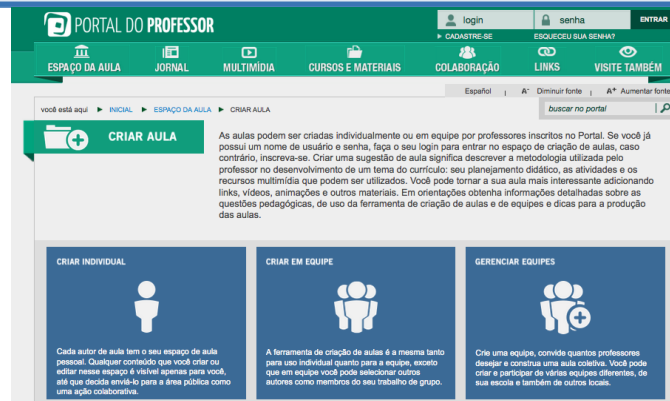 PORTAL DO PROFESSOR
login
senha
ENTRAR
CADASTRE-SE
ESQUECEU SUA SENHA?
ESPAÇO DA AULA
JORNAL
MULTIMÍDIA
CURSOS E MATERIAIS
COLABORAÇÃO
LINKS
VISITE TAMBÉM
Español | A- Diminuir fonte | A+ Aumentar fonte
você está aqui ► INICIAL ► ESPAÇO DA AULA ► CRIAR AULA
buscar no portal
CRIAR AULA
As aulas podem ser criadas individualmente ou em equipe por professores inscritos no Portal. Se você já
possui um nome de usuário e senha, faça o seu login para entrar no espaço de criação de aulas, caso
contrário, inscreva-se. Criar uma sugestão de aula significa descrever a metodologia utilizada pelo
professor no desenvolvimento de um tema do currículo: seu planejamento didático, as atividades e os
recursos multimídia que podem ser utilizados. Você pode tornar a sua aula mais interessante adicionando
links, vídeos, animações e outros materiais. Em orientações obtenha informações detalhadas sobre as
questões pedagógicas, de uso da ferramenta de criação de aulas e de equipes e dicas para a produção
das aulas.
CRIAR INDIVIDUAL
Cada autor de aula tem o seu espaço de aula
pessoal. Qualquer conteúdo que você criar ou
editar nesse espaço é visível apenas para você,
até que decida enviá-lo para a área pública como
uma ação colaborativa.
CRIAR EM EQUIPE
A ferramenta de criação de aulas é a mesma tanto
para uso individual quanto para a equipe, exceto
que em equipe você pode selecionar outros
autores como membros do seu trabalho de grupo.
GERENCIAR EQUIPES
Crie uma equipe, convide quantos professores
desejar e construa uma aula coletiva. Você pode
criar e participar de várias equipes diferentes, de
sua escola e também de outros locais.